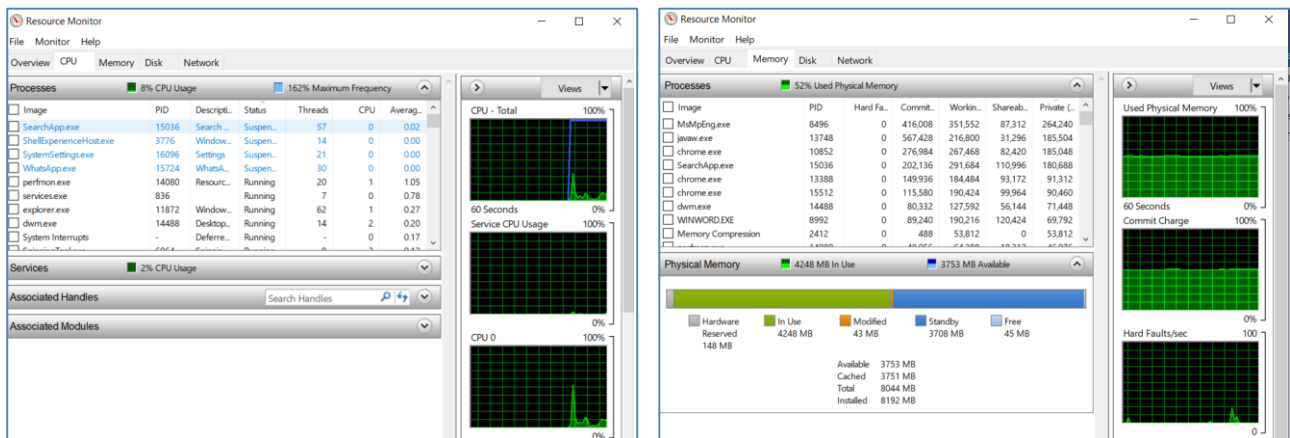 Resource Monitor
File Monitor Help
Overview CPU Memory Disk Network
Processes 8% CPU Usage 162% Maximum Frequency
Image PID Descripti... Status Threads CPU Averag...
SearchApp.exe 15036 Search ... Suspen... 57 0 0.02
ShellExperienceHost.exe 3776 Window... Suspen... 14 0 0.00
SystemSettings.exe 16096 Settings Suspen... 21 0 0.00
WhatsApp.exe 15724 WhatsA... Suspen... 30 0 0.00
perfmon.exe 14080 Resourc... Running 20 1 1.05
services.exe 836 Running 7 0 0.78
explorer.exe 11872 Window... Running 62 1 0.27
dwm.exe 14488 Desktop... Running 14 2 0.20
System Interrupts - Deferre... Running - 0 0.17
Services 2% CPU Usage
Associated Handles Search Handles
Associated Modules
Views
CPU - Total 100%
60 Seconds 0%
Service CPU Usage 100%
0%
CPU 0 100%
0%
Resource Monitor
File Monitor Help
Overview CPU Memory Disk Network
Processes 52% Used Physical Memory
Image PID Hard Fa... Commit... Workin... Shareab... Private (...
MsMpEng.exe 8496 0 416,008 351,552 87,312 264,240
javaw.exe 13748 0 567,428 216,800 31,296 185,504
chrome.exe 10852 0 276,984 267,468 82,420 185,048
SearchApp.exe 15036 0 202,136 291,684 110,996 180,688
chrome.exe 13388 0 149,936 184,484 93,172 91,312
chrome.exe 15512 0 115,580 190,424 99,964 90,460
dwm.exe 14488 0 80,332 127,592 56,144 71,448
WINWORD.EXE 8992 0 89,240 190,216 120,424 69,792
Memory Compression 2412 0 488 53,812 0 53,812
Physical Memory 4248 MB In Use 3753 MB Available
Hardware Reserved 148 MB
In Use 4248 MB
Modified 43 MB
Standby 3708 MB
Free 45 MB
Available 3753 MB
Cached 3751 MB
Total 8044 MB
Installed 8192 MB
Views
Used Physical Memory 100%
60 Seconds 0%
Commit Charge 100%
0%
Hard Faults/sec 100
0